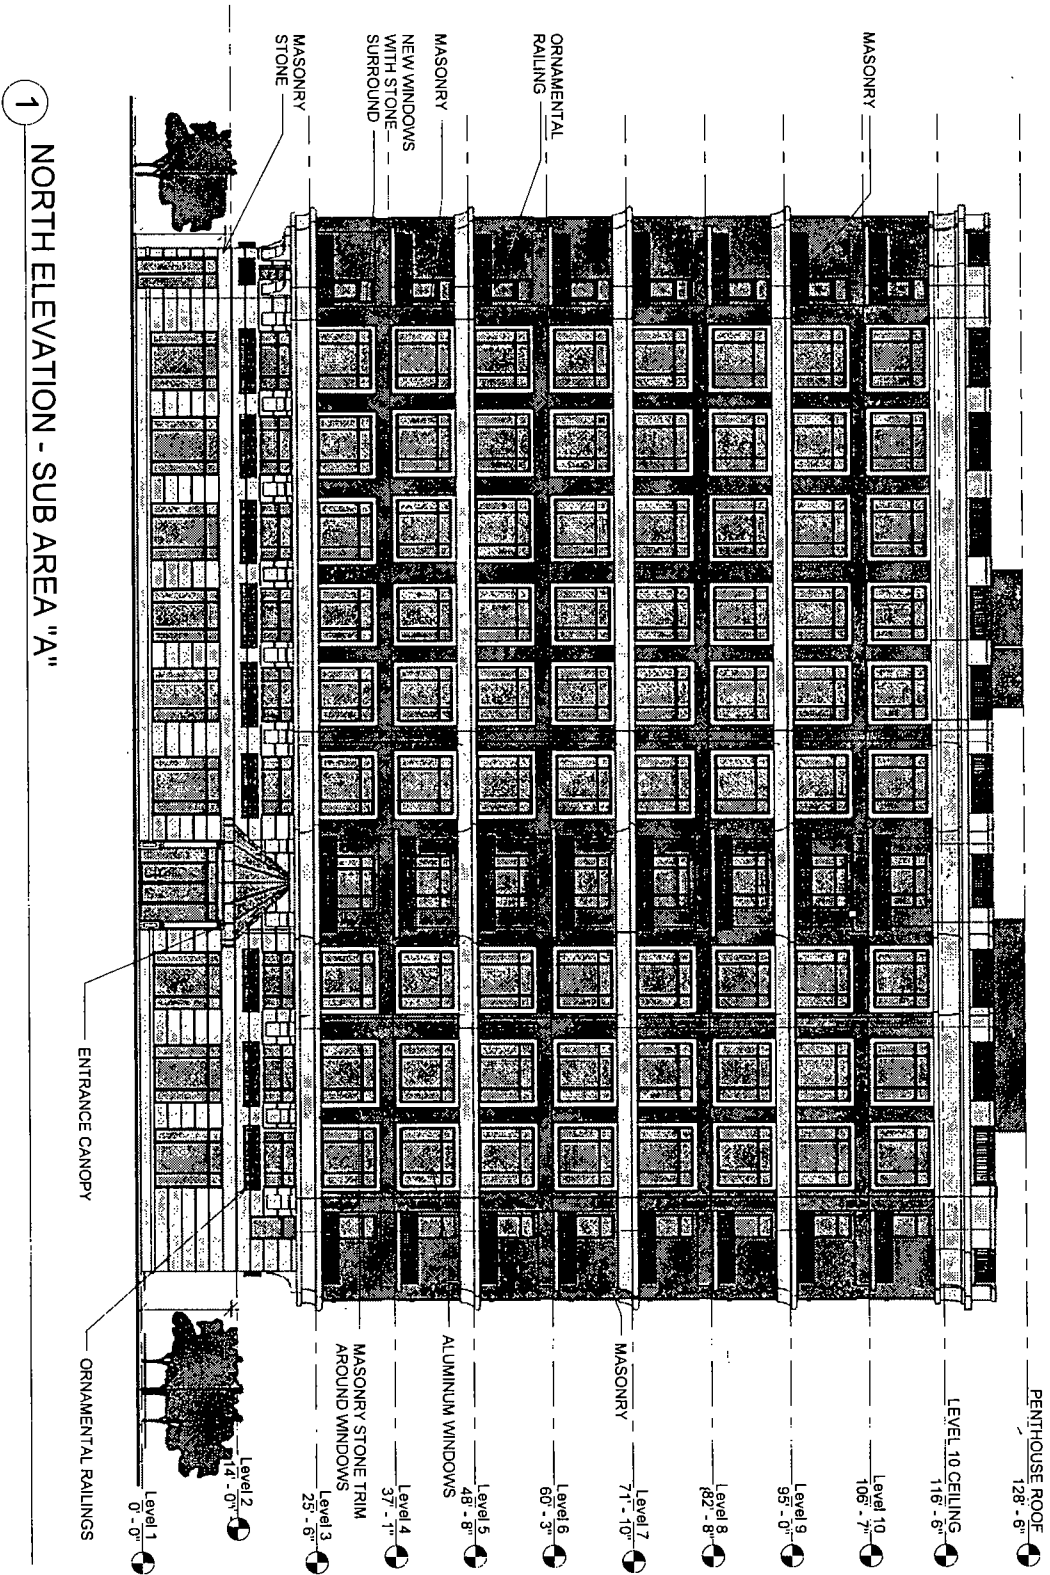 MASONRY
ORNAMENTAL
RAILING
MASONRY
NEW WINDOWS
WITH STONE
SURROUND
MASONRY
STONE
PENTHOUSE ROOF
128' - 6"
LEVEL 10 CEILING
116' - 6"
Level 10
106' - 7"
Level 9
95' - 0"
Level 8
82' - 8"
Level 7
71' - 10"
Level 6
60' - 3"
Level 5
48' - 8"
Level 4
37' - 1"
Level 3
25' - 6"
Level 2
14' - 0"
Level 1
0' - 0"
MASONRY
ALUMINUM WINDOWS
MASONRY STONE TRIM
AROUND WINDOWS
ENTRANCE CANOPY
ORNAMENTAL RAILINGS
1 NORTH ELEVATION - SUB AREA "A"